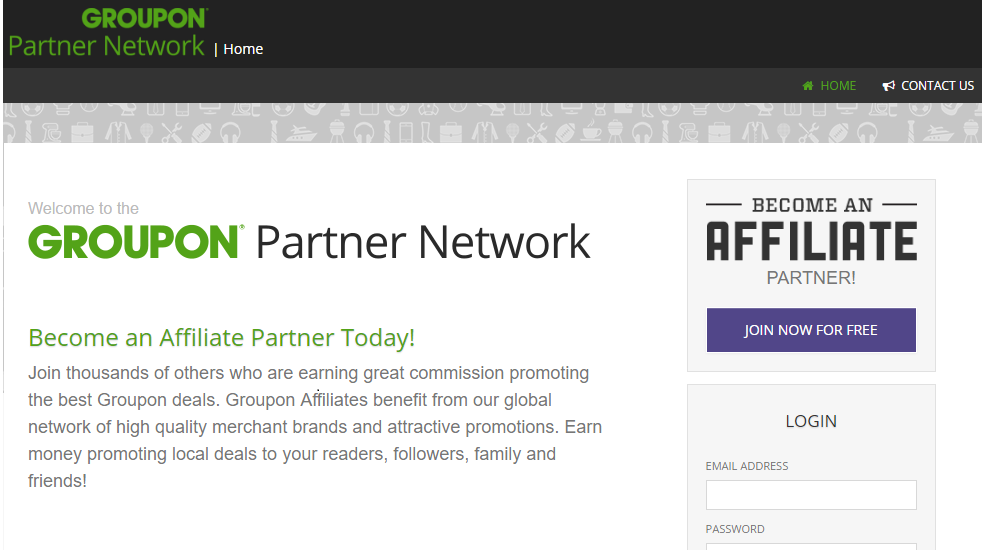 GROUPON
Partner Network | Home
HOME
CONTACT US
Welcome to the
GROUPON® Partner Network
Become an Affiliate Partner Today!
Join thousands of others who are earning great commission promoting
the best Groupon deals. Groupon Affiliates benefit from our global
network of high quality merchant brands and attractive promotions. Earn
money promoting local deals to your readers, followers, family and
friends!
BECOME AN
AFFILIATE
PARTNER!
JOIN NOW FOR FREE
LOGIN
EMAIL ADDRESS
PASSWORD